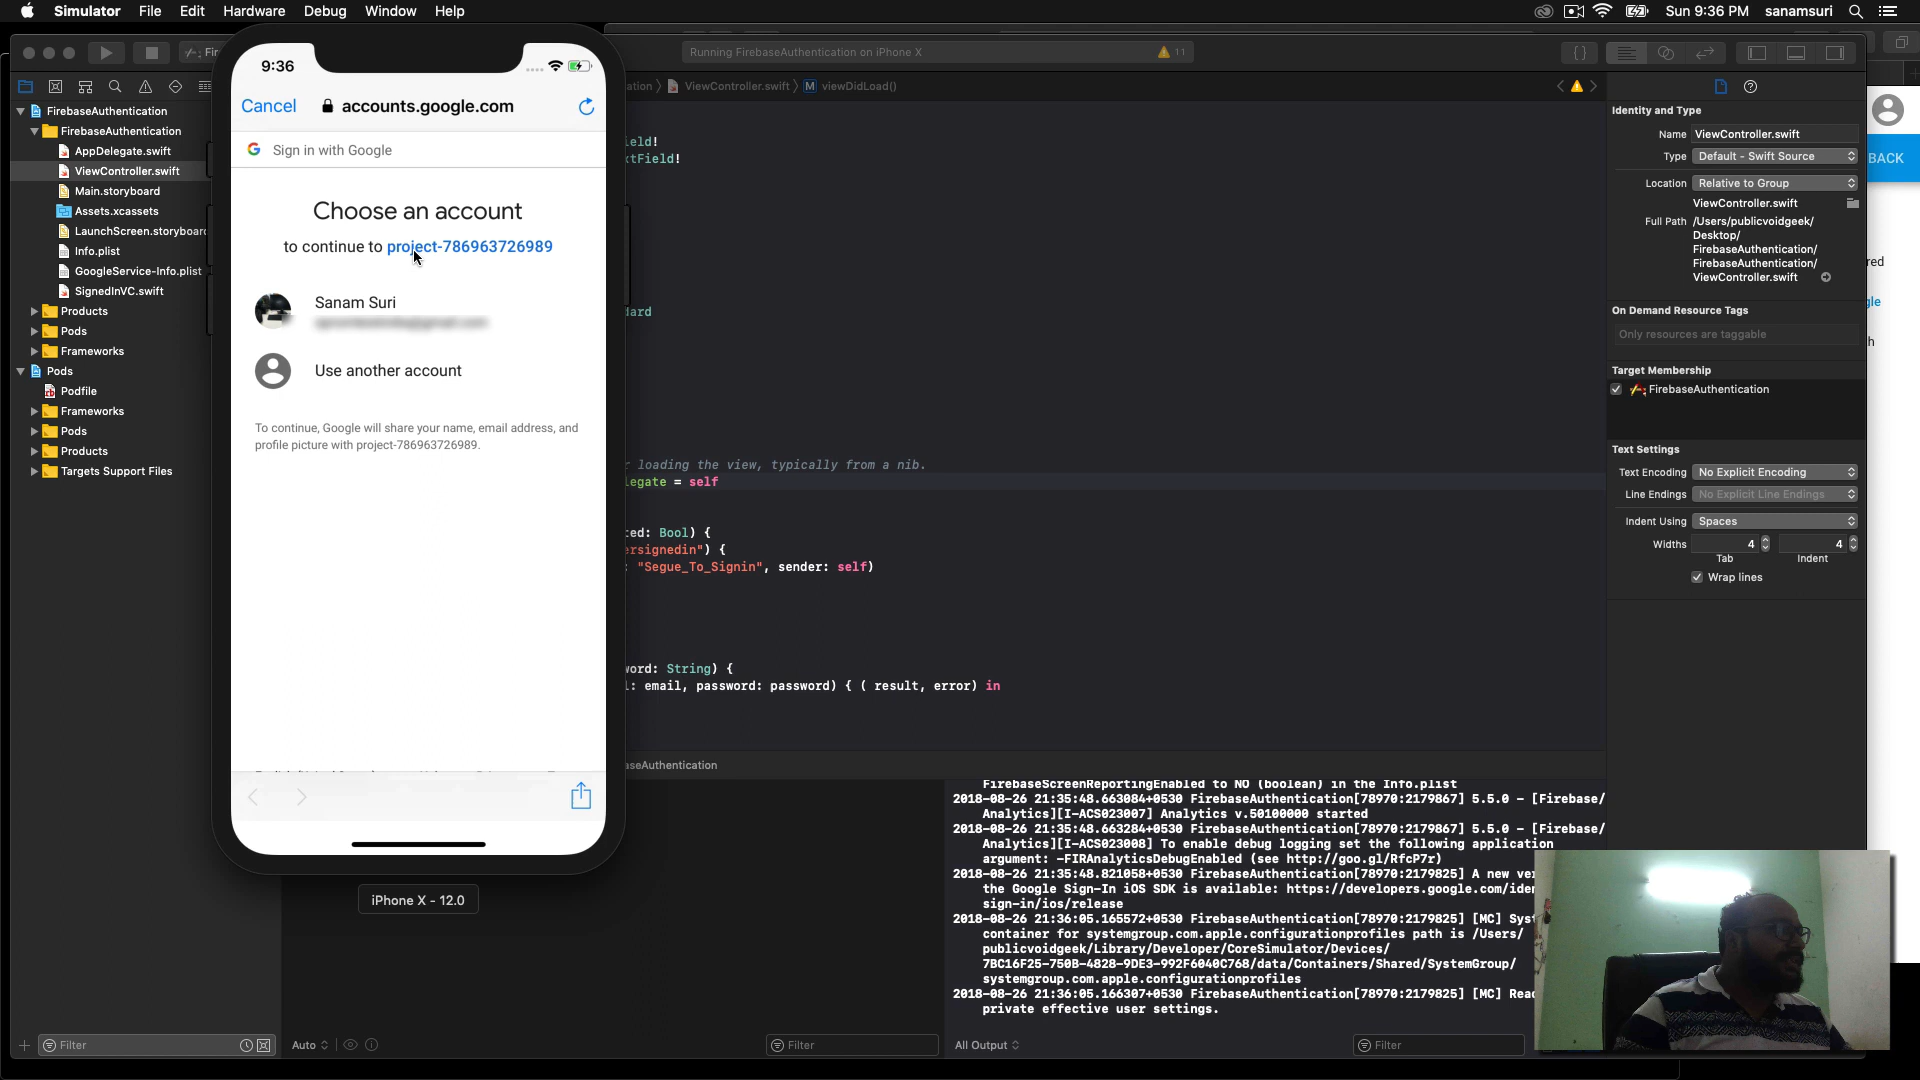 Simulator File Edit View Hardware Debug Window Help
Sun 9:36 PM sanamsuri
Running FirebaseAuthentication on iPhone X
11
ViewController.swift
viewDidLoad()
FirebaseAuthentication
FirebaseAuthentication
AppDelegate.swift
ViewController.swift
Main.storyboard
Assets.xcassets
LaunchScreen.storyboard
Info.plist
GoogleService-Info.plist
SignedInVC.swift
Products
Pods
Frameworks
Pods
Podfile
Frameworks
Pods
Products
Targets Support Files
Filter
9:36
Cancel
accounts.google.com
Sign in with Google
Choose an account
to continue to project-786963726989
Sanam Suri
Use another account
To continue, Google will share your name, email address, and
profile picture with project-786963726989.
iPhone X - 12.0
ield!
xtField!
dard
r loading the view, typically from a nib.
legate = self
ted: Bool) {
ersignedin") {
: "Segue_To_Signin", sender: self)
word: String) {
l: email, password: password) { ( result, error) in
aseAuthentication
Auto
Filter
FirebaseScreenReportingEnabled to NO (boolean) in the Info.plist
2018-08-26 21:35:48.663084+0530 FirebaseAuthentication[78970:2179867] 5.5.0 - [Firebase/
Analytics][I-ACS023007] Analytics v.50100000 started
2018-08-26 21:35:48.663284+0530 FirebaseAuthentication[78970:2179867] 5.5.0 - [Firebase/
Analytics][I-ACS023008] To enable debug logging set the following application
argument: -FIRAnalyticsDebugEnabled (see http://goo.gl/RfcP7r)
2018-08-26 21:35:48.821058+0530 FirebaseAuthentication[78970:2179825] A new ver
the Google Sign-In iOS SDK is available: https://developers.google.com/iden
sign-in/ios/release
2018-08-26 21:36:05.165572+0530 FirebaseAuthentication[78970:2179825] [MC] Syst
container for systemgroup.com.apple.configurationprofiles path is /Users/
publicvoidgeek/Library/Developer/CoreSimulator/Devices/
7BC16F25-750B-4828-9DE3-992F6040C768/data/Containers/Shared/SystemGroup/
systemgroup.com.apple.configurationprofiles
2018-08-26 21:36:05.166307+0530 FirebaseAuthentication[78970:2179825] [MC] Read
private effective user settings.
All Output
Filter
Identity and Type
Name ViewController.swift
Type Default - Swift Source
Location Relative to Group
ViewController.swift
Full Path /Users/publicvoidgeek/
Desktop/
FirebaseAuthentication/
FirebaseAuthentication/
ViewController.swift
On Demand Resource Tags
Only resources are taggable
Target Membership
FirebaseAuthentication
Text Settings
Text Encoding No Explicit Encoding
Line Endings No Explicit Line Endings
Indent Using Spaces
Widths 4 4
Tab Indent
Wrap lines
BACK
red
gle
h